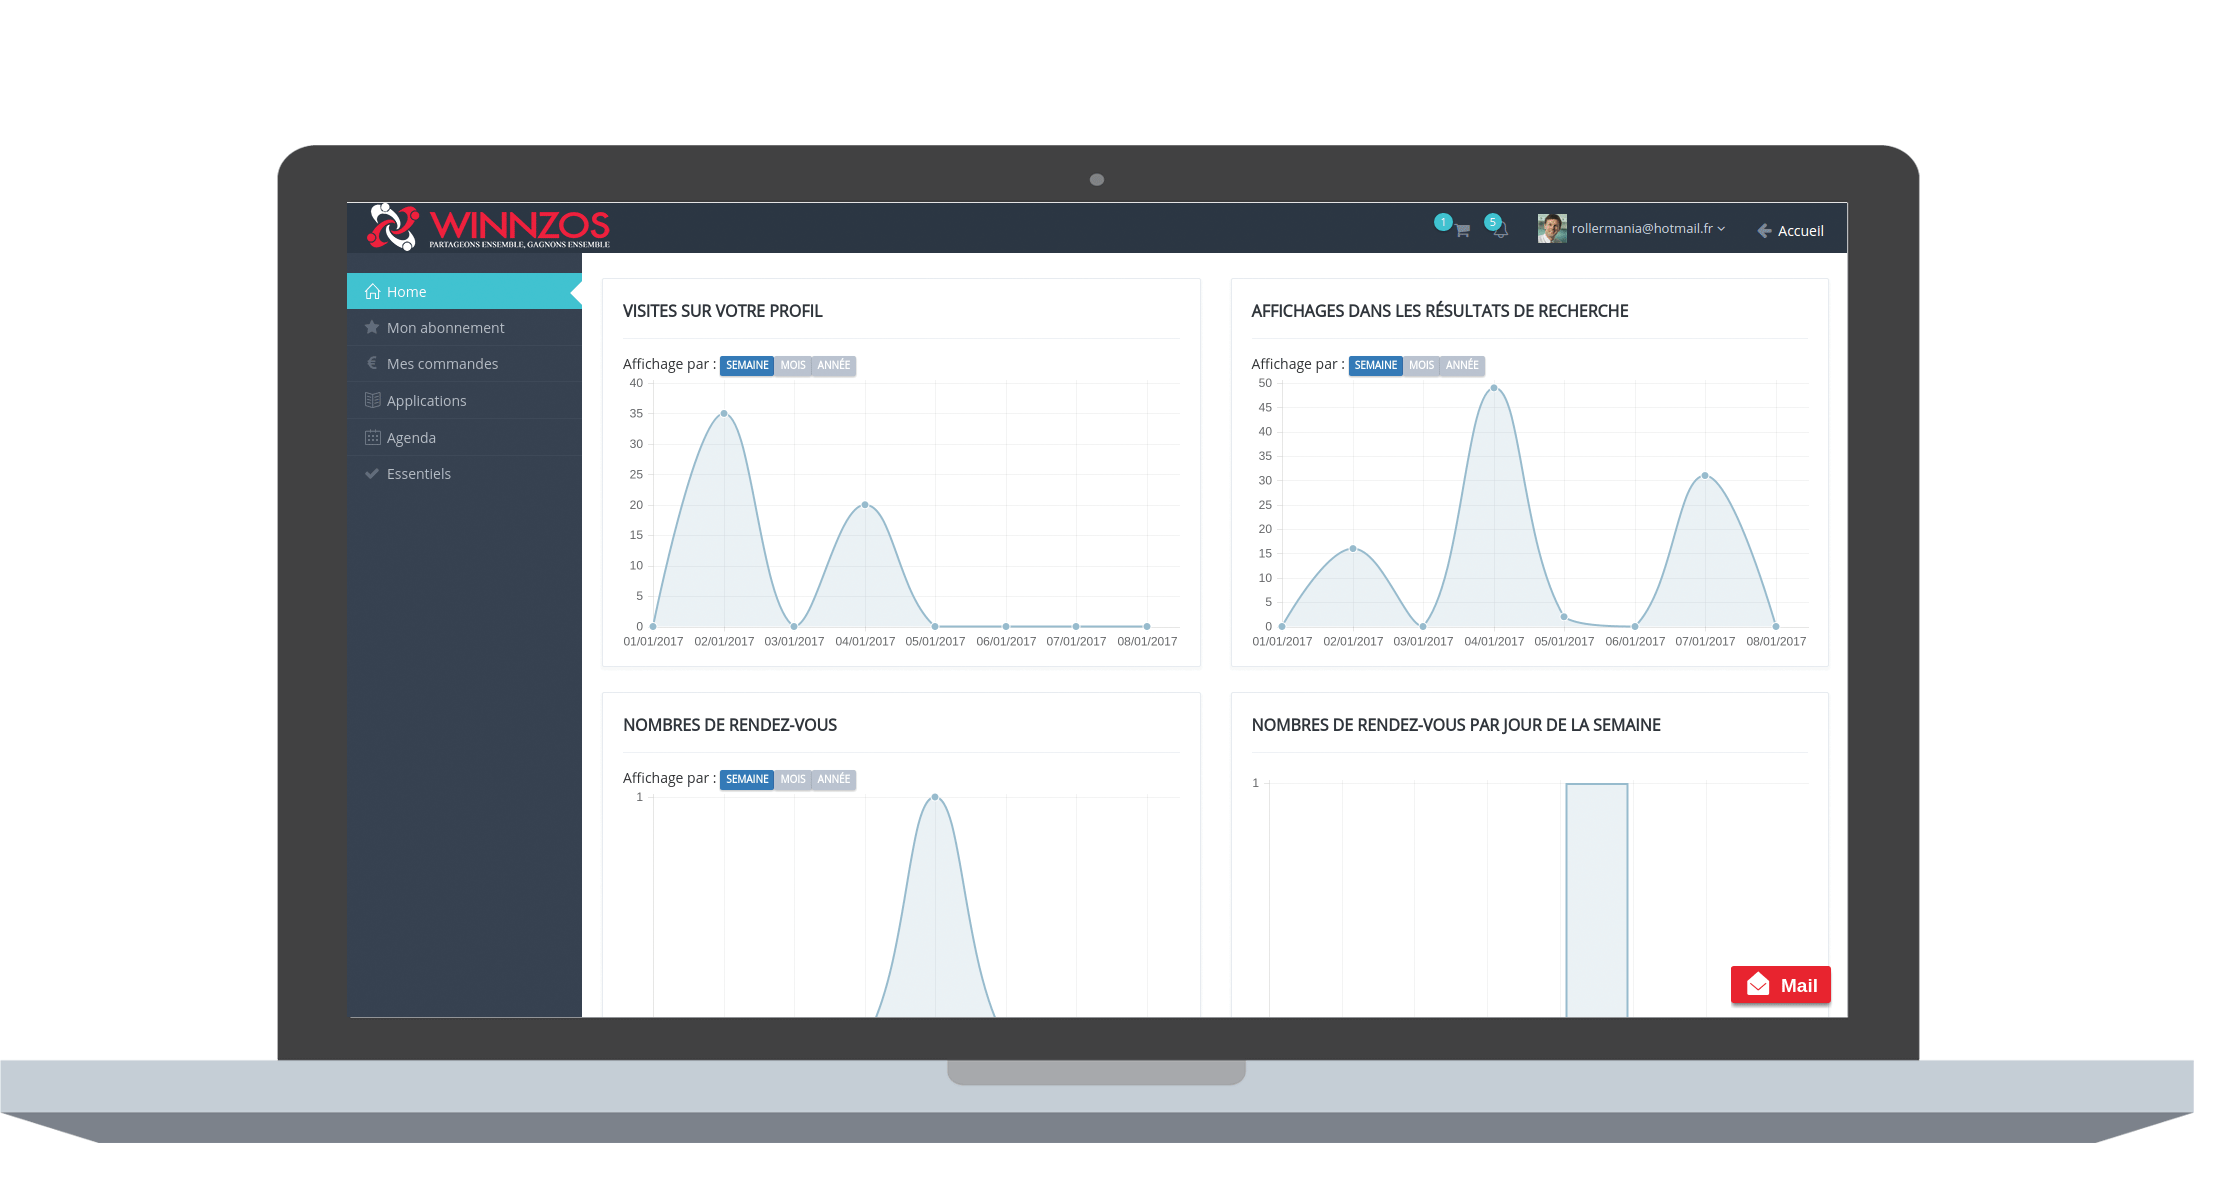 WINNZOS
PARTAGEONS ENSEMBLE, GAGNONS ENSEMBLE
1
5
rollermania@hotmail.fr
Accueil
Home
Mon abonnement
Mes commandes
Applications
Agenda
Essentiels
VISITES SUR VOTRE PROFIL
Affichage par : SEMAINE MOIS ANNÉE
40
35
30
25
20
15
10
5
0
01/01/2017 02/01/2017 03/01/2017 04/01/2017 05/01/2017 06/01/2017 07/01/2017 08/01/2017
AFFICHAGES DANS LES RÉSULTATS DE RECHERCHE
Affichage par : SEMAINE MOIS ANNÉE
50
45
40
35
30
25
20
15
10
5
0
01/01/2017 02/01/2017 03/01/2017 04/01/2017 05/01/2017 06/01/2017 07/01/2017 08/01/2017
NOMBRES DE RENDEZ-VOUS
Affichage par : SEMAINE MOIS ANNÉE
1
NOMBRES DE RENDEZ-VOUS PAR JOUR DE LA SEMAINE
1
Mail